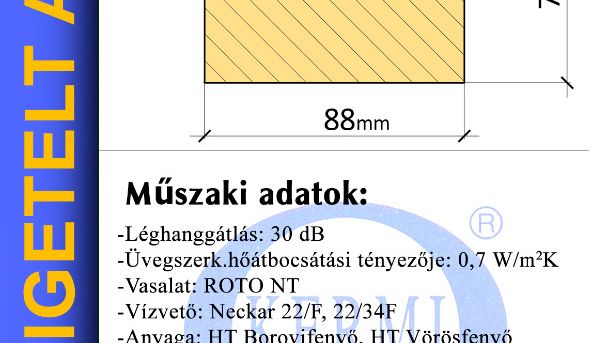 IGETELT A
88mm
Műszaki adatok:
®
-Léghanggátlás: 30 dB
-Üvegszerk.hőátbocsátási tényezője: 0,7 W/m²K
-Vasalat: ROTO NT
-Vízvető: Neckar 22/F, 22/34F
KERMI
-Anyaga: HT Borovifenyő, HT Vörösfenyő